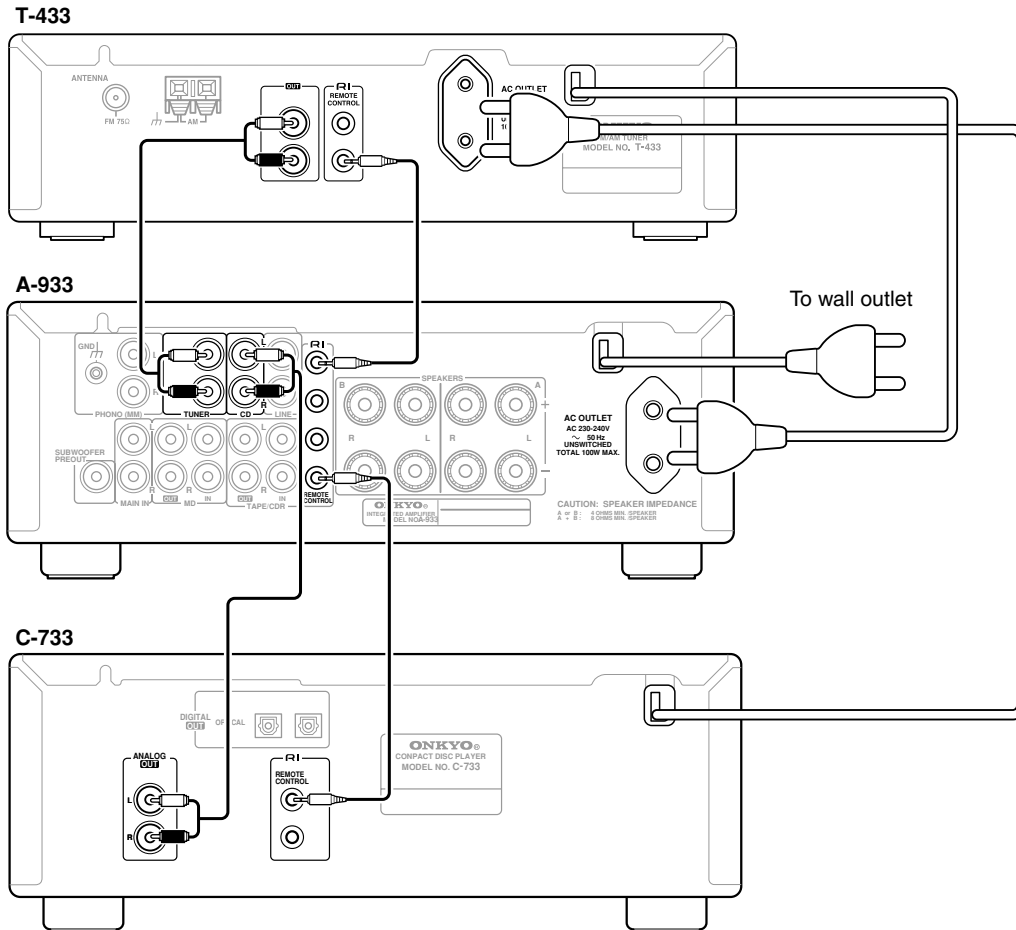 T-433
ANTENNA
FM 75Ω
AM
OUT
RI
REMOTE
CONTROL
AC OUTLET
FM/AM TUNER
MODEL NO. T-433
A-933
To wall outlet
GND
L
R
PHONO (MM)
TUNER
L
R
CD
LINE
RI
REMOTE
CONTROL
B
SPEAKERS
A
R
L
R
L
+
−
SUBWOOFER
PREOUT
MAIN IN
L
R
L
R
OUT
IN
MD
L
R
OUT
IN
TAPE/CDR
AC OUTLET
AC 230-240V
~ 50 Hz
UNSWITCHED
TOTAL 100W MAX.
ONKYO®
INTEGRATED AMPLIFIER
MODEL NO.A-933
CAUTION: SPEAKER IMPEDANCE
A or B : 4 OHMS MIN. /SPEAKER
A + B : 8 OHMS MIN. /SPEAKER
C-733
DIGITAL
OUT
OPTICAL
ANALOG
OUT
L
R
RI
REMOTE
CONTROL
ONKYO®
CONPACT DISC PLAYER
MODEL NO. C-733